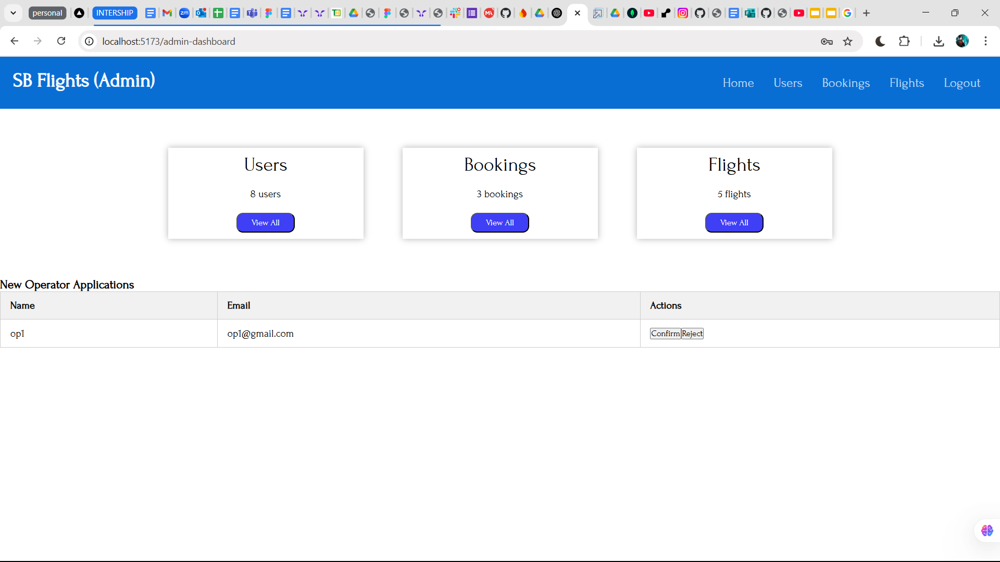 personal
INTERSHIP
localhost:5173/admin-dashboard
SB Flights (Admin)
Home Users Bookings Flights Logout
Users Bookings Flights
8 users 3 bookings 5 flights
View All View All View All
New Operator Applications
Name Email Actions
op1 op1@gmail.com Confirm Reject